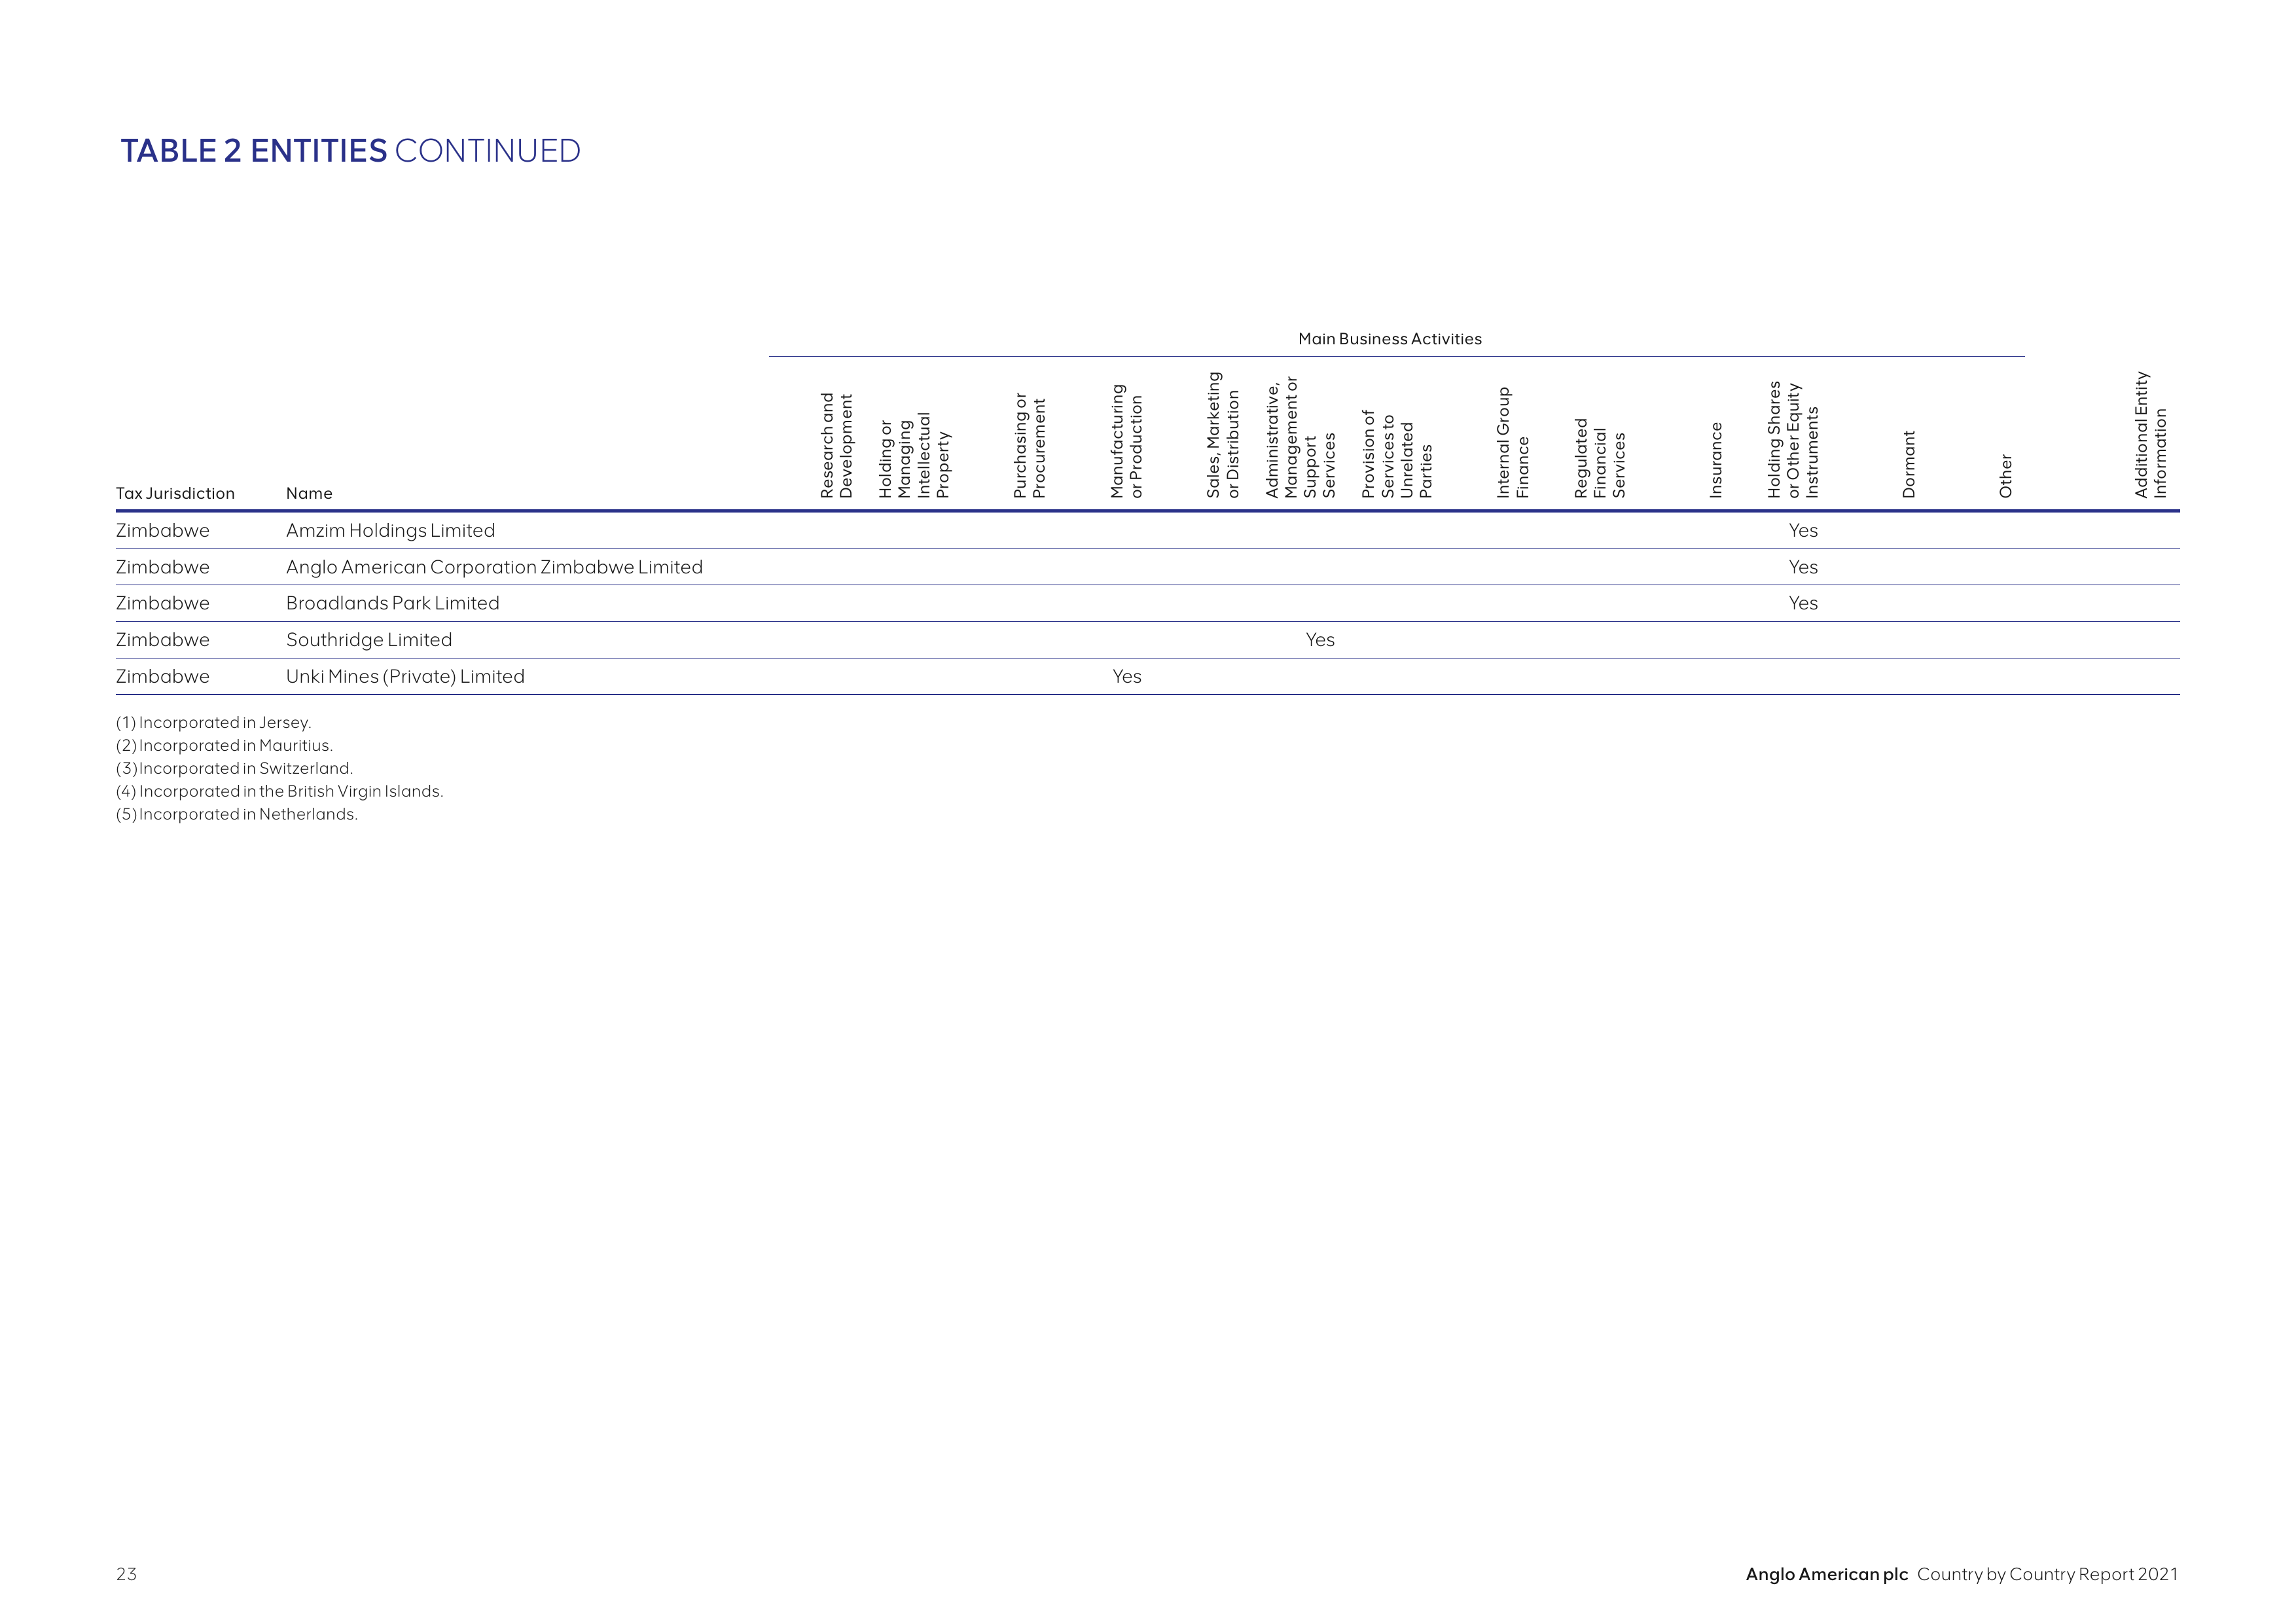 TABLE 2 ENTITIES CONTINUED
Main Business Activities
Tax Jurisdiction
Name
Research and
Development
Holding or
Managing
Intellectual
Property
Purchasing or
Procurement
Manufacturing
or Production
Sales, Marketing
or Distribution
Administrative,
Management or
Support
Services
Provision of
Services to
Unrelated
Parties
Internal Group
Finance
Regulated
Financial
Services
Insurance
Holding Shares
or Other Equity
Instruments
Dormant
Other
Additional Entity
Information
Zimbabwe Amzim Holdings Limited Yes
Zimbabwe Anglo American Corporation Zimbabwe Limited Yes
Zimbabwe Broadlands Park Limited Yes
Zimbabwe Southridge Limited Yes
Zimbabwe Unki Mines (Private) Limited Yes
(1) Incorporated in Jersey.
(2) Incorporated in Mauritius.
(3) Incorporated in Switzerland.
(4) Incorporated in the British Virgin Islands.
(5) Incorporated in Netherlands.
23
Anglo American plc Country by Country Report 2021